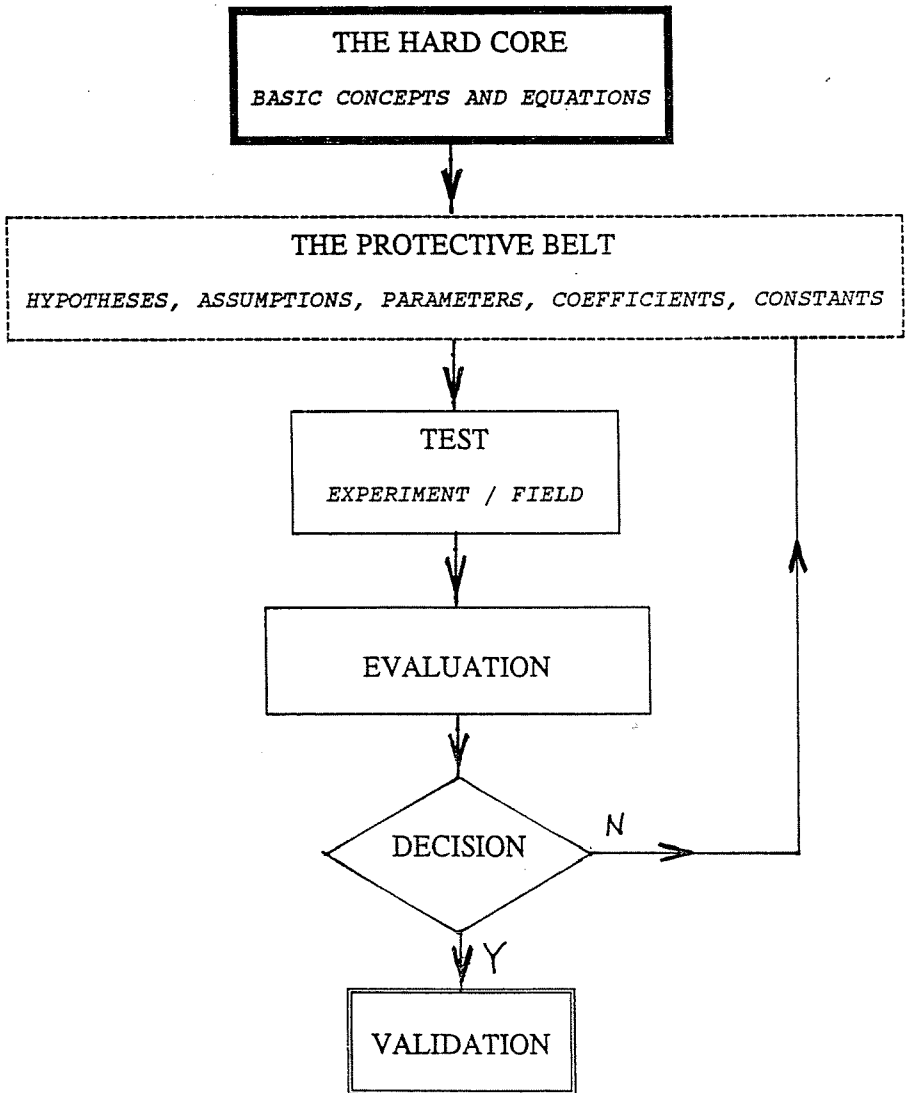 THE HARD CORE
BASIC CONCEPTS AND EQUATIONS
THE PROTECTIVE BELT
HYPOTHESES, ASSUMPTIONS, PARAMETERS, COEFFICIENTS, CONSTANTS
TEST
EXPERIMENT / FIELD
EVALUATION
DECISION
N
Y
VALIDATION